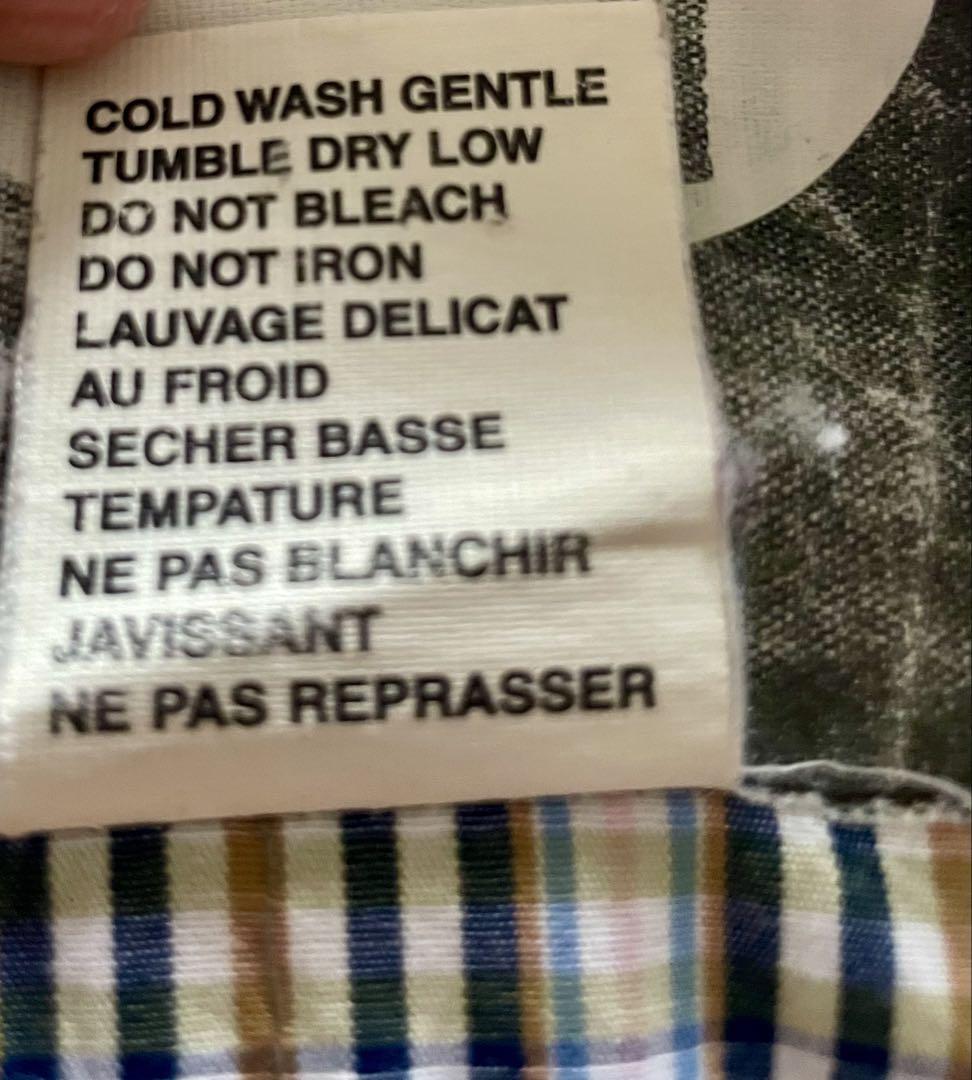 COLD WASH GENTLE
TUMBLE DRY LOW
DO NOT BLEACH
DO NOT IRON
LAUVAGE DELICAT
AU FROID
SECHER BASSE
TEMPATURE
NE PAS BLANCHIR
JAVISSANT
NE PAS REPRASSER